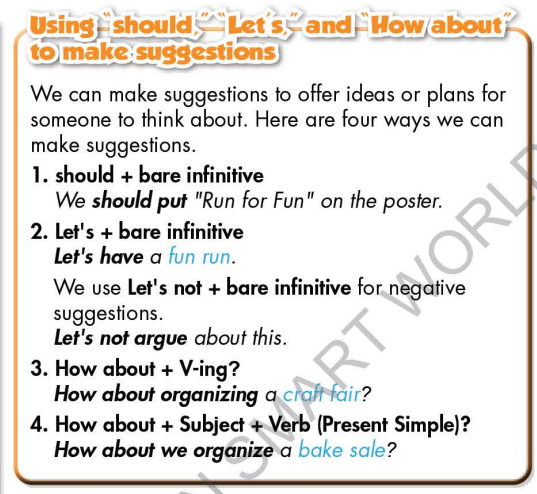 Using "should," "Let's," and "How about"
to make suggestions
We can make suggestions to offer ideas or plans for
someone to think about. Here are four ways we can
make suggestions.
1. should + bare infinitive
We should put "Run for Fun" on the poster.
2. Let's + bare infinitive
Let's have a fun run.
We use Let's not + bare infinitive for negative
suggestions.
Let's not argue about this.
3. How about + V-ing?
How about organizing a craft fair?
4. How about + Subject + Verb (Present Simple)?
How about we organize a bake sale?
N SMART WORLD